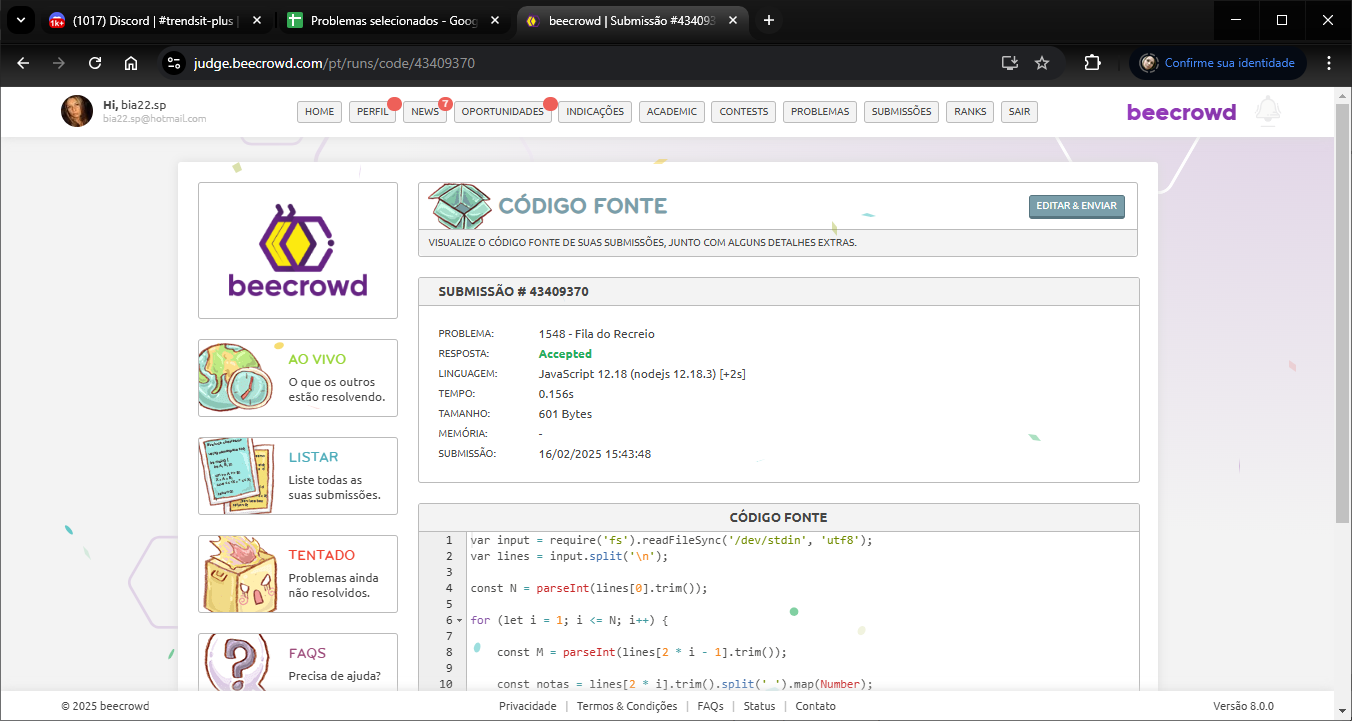 (1017) Discord | #trendsit-plus |
Problemas selecionados - Goog
beecrowd | Submissão #43409
judge.beecrowd.com/pt/runs/code/43409370
Confirme sua identidade
Hi, bia22.sp
bia22.sp@hotmail.com
HOME
PERFIL
NEWS
7
OPORTUNIDADES
INDICAÇÕES
ACADEMIC
CONTESTS
PROBLEMAS
SUBMISSÕES
RANKS
SAIR
beecrowd
beecrowd
CÓDIGO FONTE
EDITAR & ENVIAR
VISUALIZE O CÓDIGO FONTE DE SUAS SUBMISSÕES, JUNTO COM ALGUNS DETALHES EXTRAS.
AO VIVO
O que os outros
estão resolvendo.
LISTAR
Liste todas as
suas submissões.
TENTADO
Problemas ainda
não resolvidos.
FAQS
Precisa de ajuda?
SUBMISSÃO # 43409370
PROBLEMA: 1548 - Fila do Recreio
RESPOSTA: Accepted
LINGUAGEM: JavaScript 12.18 (nodejs 12.18.3) [+2s]
TEMPO: 0.156s
TAMANHO: 601 Bytes
MEMÓRIA: -
SUBMISSÃO: 16/02/2025 15:43:48
CÓDIGO FONTE
1 var input = require('fs').readFileSync('/dev/stdin', 'utf8');
2 var lines = input.split('\n');
3
4 const N = parseInt(lines[0].trim());
5
6 for (let i = 1; i <= N; i++) {
7
8 const M = parseInt(lines[2 * i - 1].trim());
9
10 const notas = lines[2 * i].trim().split(' ').map(Number);
© 2025 beecrowd
Privacidade | Termos & Condições | FAQs | Status | Contato
Versão 8.0.0